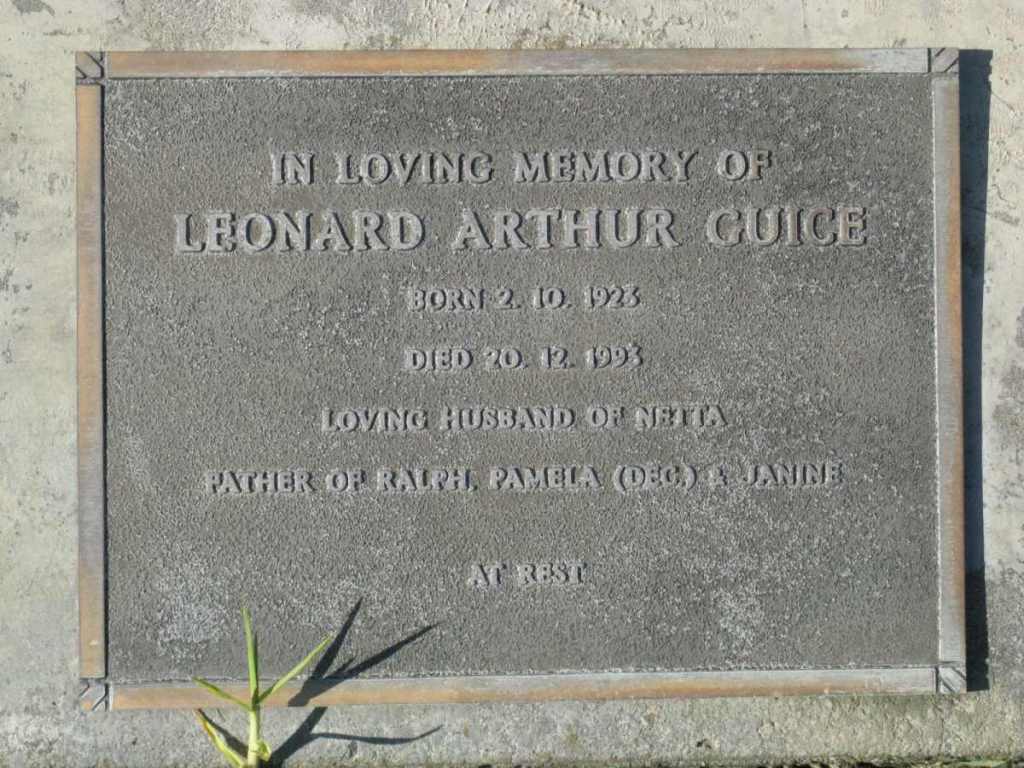 IN LOVING MEMORY OF
LEONARD ARTHUR GUICE
BORN 2. 10. 1923
DIED 20. 12. 1993
LOVING HUSBAND OF NETTA
FATHER OF RALPH, PAMELA (DEC.) & JANINE
AT REST